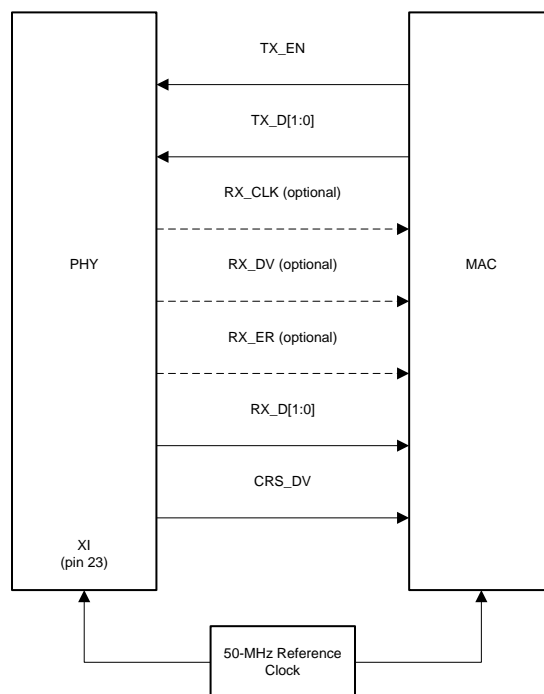 TX_EN
TX_D[1:0]
RX_CLK (optional)
PHY
RX_DV (optional)
MAC
RX_ER (optional)
RX_D[1:0]
CRS_DV
XI
(pin 23)
50-MHz Reference
Clock